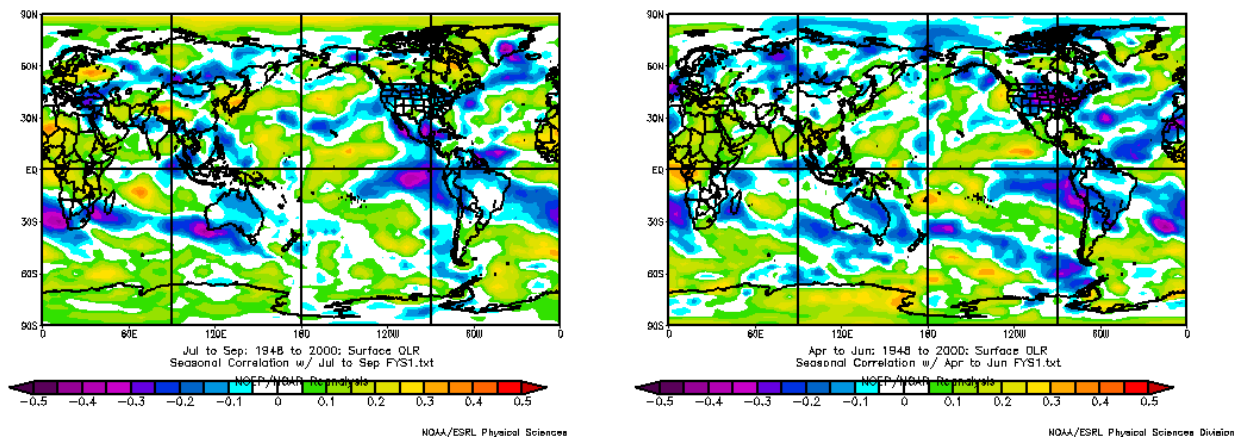 90N
60N
30N
EQ
30S
60S
90S
0 60E 120E 180 120W 60W 0
Jul to Sep: 1948 to 2000: Surface OLR
Seasonal Correlation w/ Jul to Sep FYS1.txt
NCEP/NCAR Reanalysis
-0.5 -0.4 -0.3 -0.2 -0.1 0 0.1 0.2 0.3 0.4 0.5
NOAA/ESRL Physical Sciences
90N
60N
30N
EQ
30S
60S
90S
0 60E 120E 180 120W 60W 0
Apr to Jun: 1948 to 2000: Surface OLR
Seasonal Correlation w/ Apr to Jun FYS1.txt
NCEP/NCAR Reanalysis
-0.5 -0.4 -0.3 -0.2 -0.1 0 0.1 0.2 0.3 0.4 0.5
NOAA/ESRL Physical Sciences Division